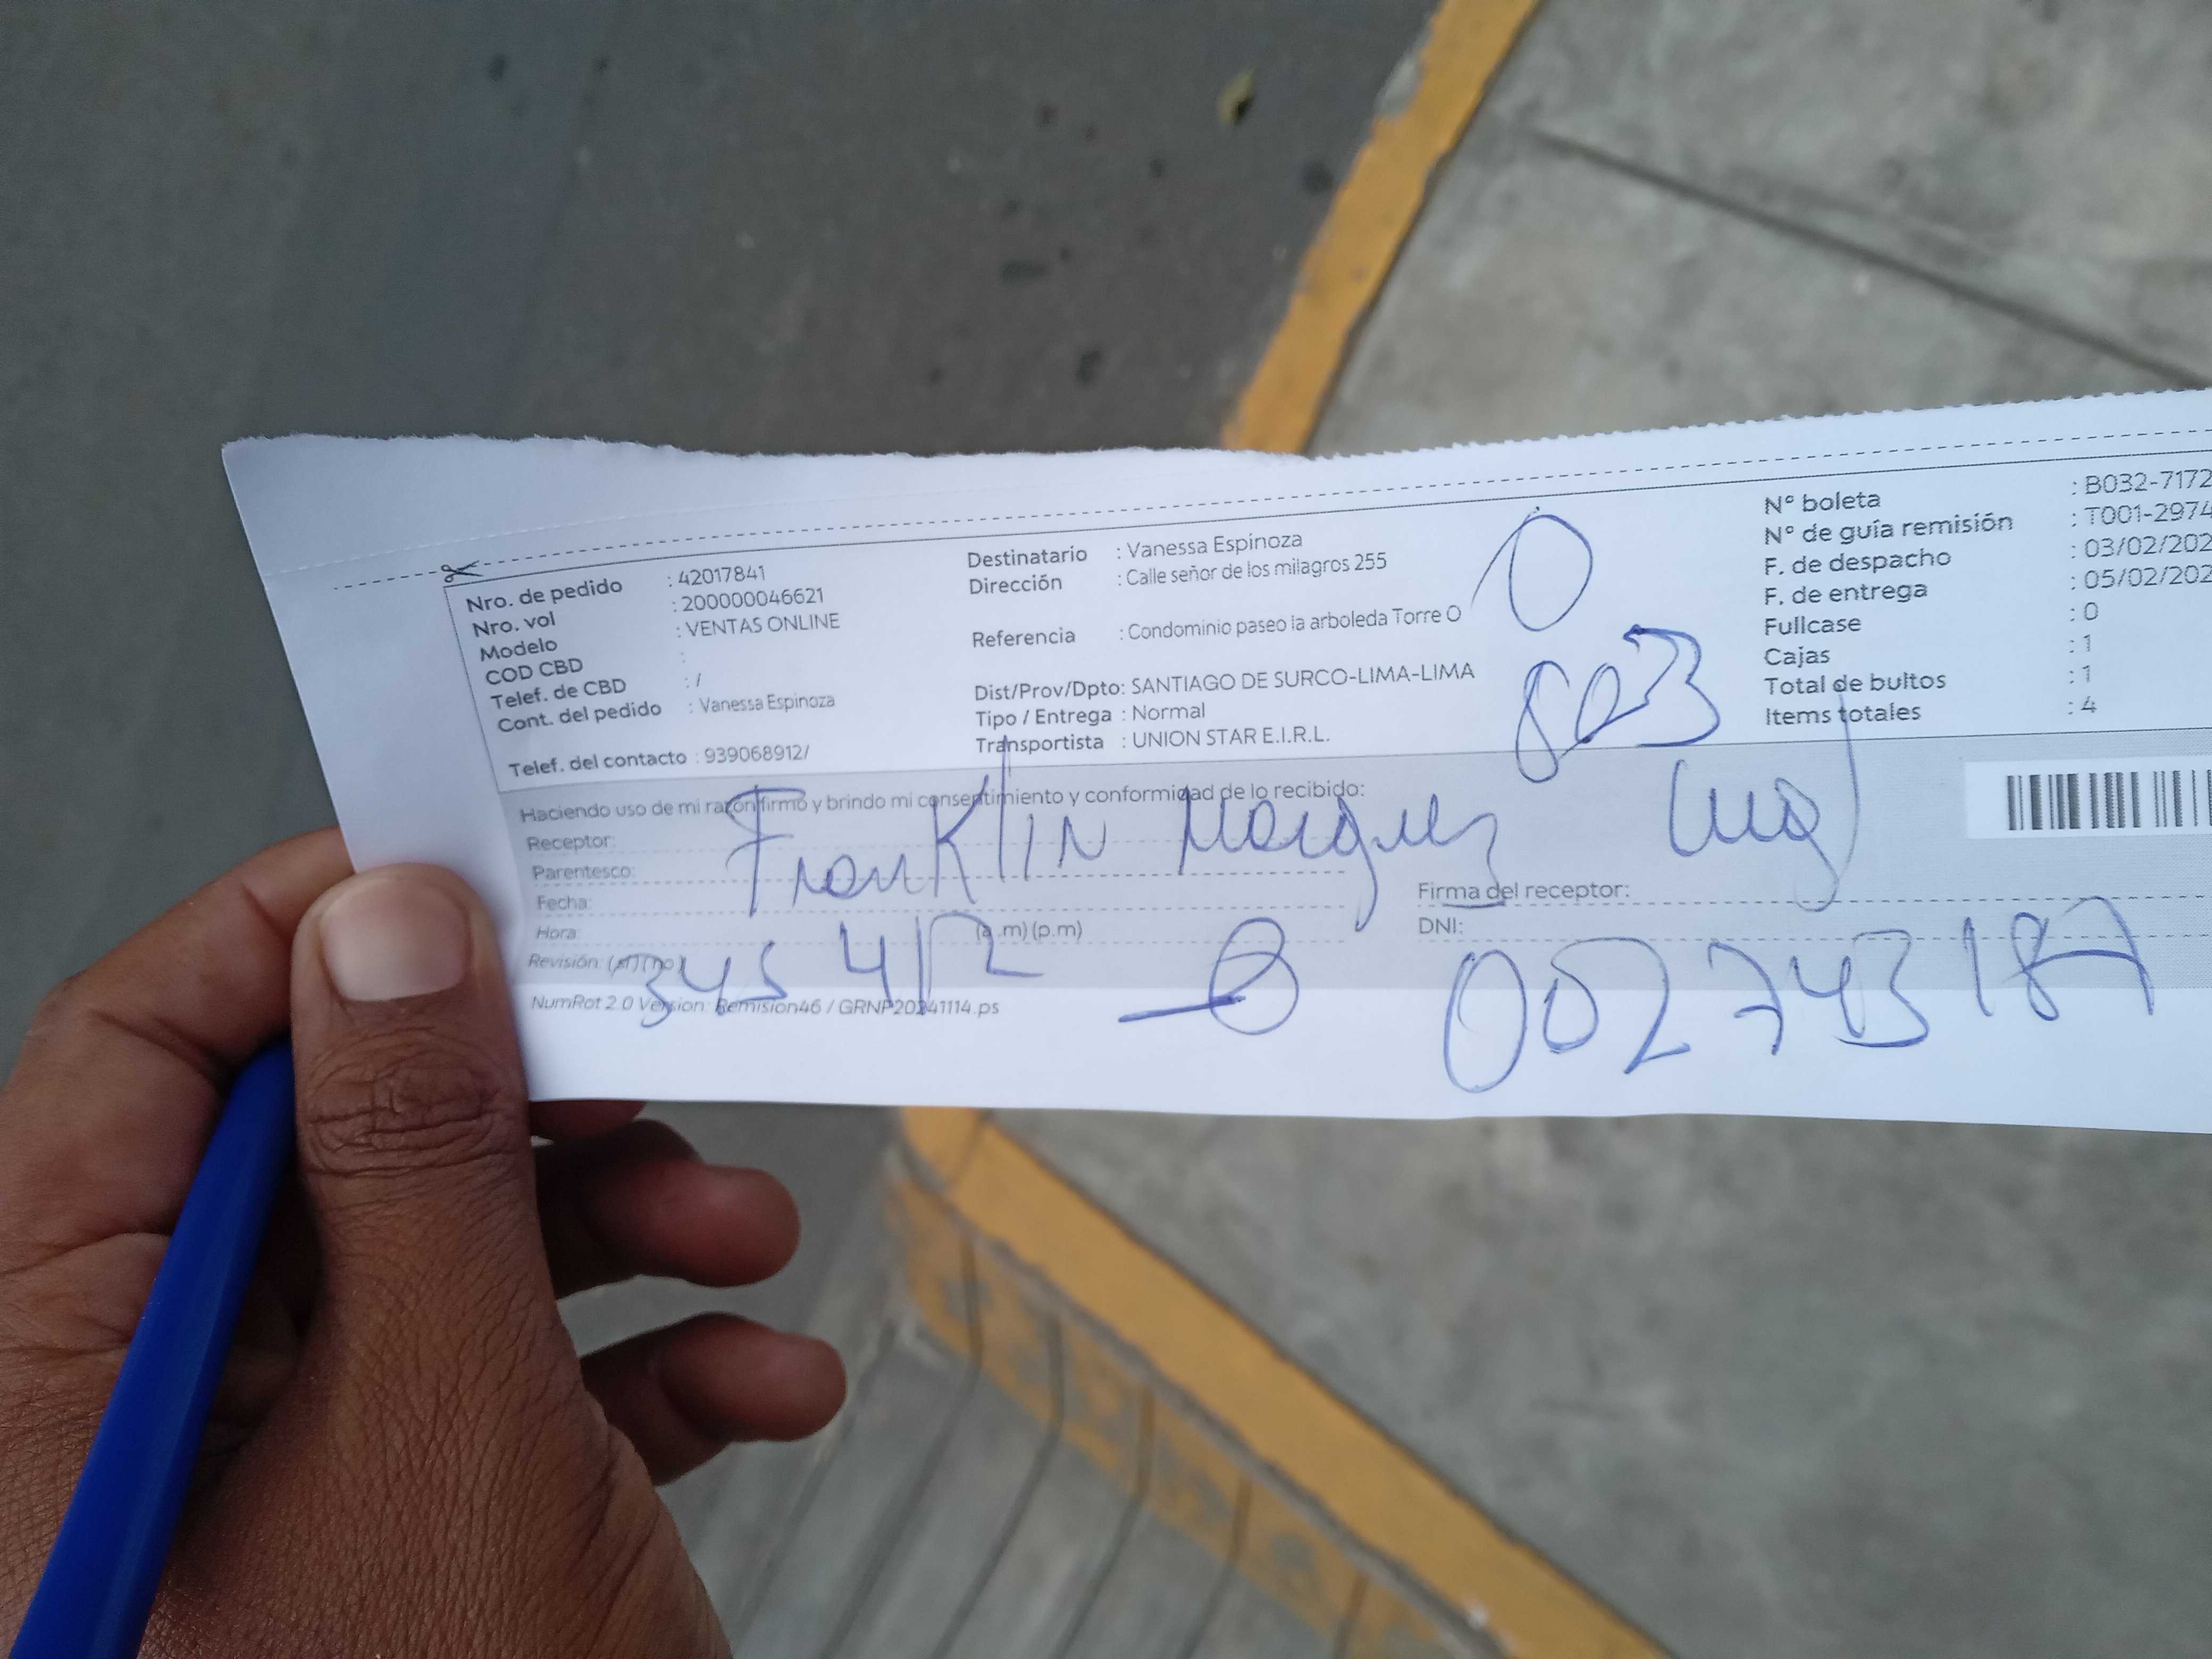 Nro. de pedido : 42017841
Nro. vol : 200000046621
Modelo : VENTAS ONLINE
COD CBD :
Telef. de CBD : /
Cont. del pedido : Vanessa Espinoza
Telef. del contacto : 939068912/
Destinatario : Vanessa Espinoza
Dirección : Calle señor de los milagros 255
Referencia : Condominio paseo la arboleda Torre O
Dist/Prov/Dpto: SANTIAGO DE SURCO-LIMA-LIMA
Tipo / Entrega : Normal
Transportista : UNION STAR E.I.R.L.
O
803
N° boleta : B032-7172
N° de guía remisión : T001-2974
F. de despacho : 03/02/202
F. de entrega : 05/02/202
Fullcase : 0
Cajas : 1
Total de bultos : 1
Items totales : 4
Haciendo uso de mi razón firmo y brindo mi consentimiento y conformidad de lo recibido:
Receptor:
Franklin Marquez
Parentesco:
Fecha:
Hora: (a.m) (p.m)
345 4/2
Revisión: (si) (no)
Firma del receptor:
DNI:
002743187
NumRot 2.0 Version: Remision46 / GRNP20241114.ps